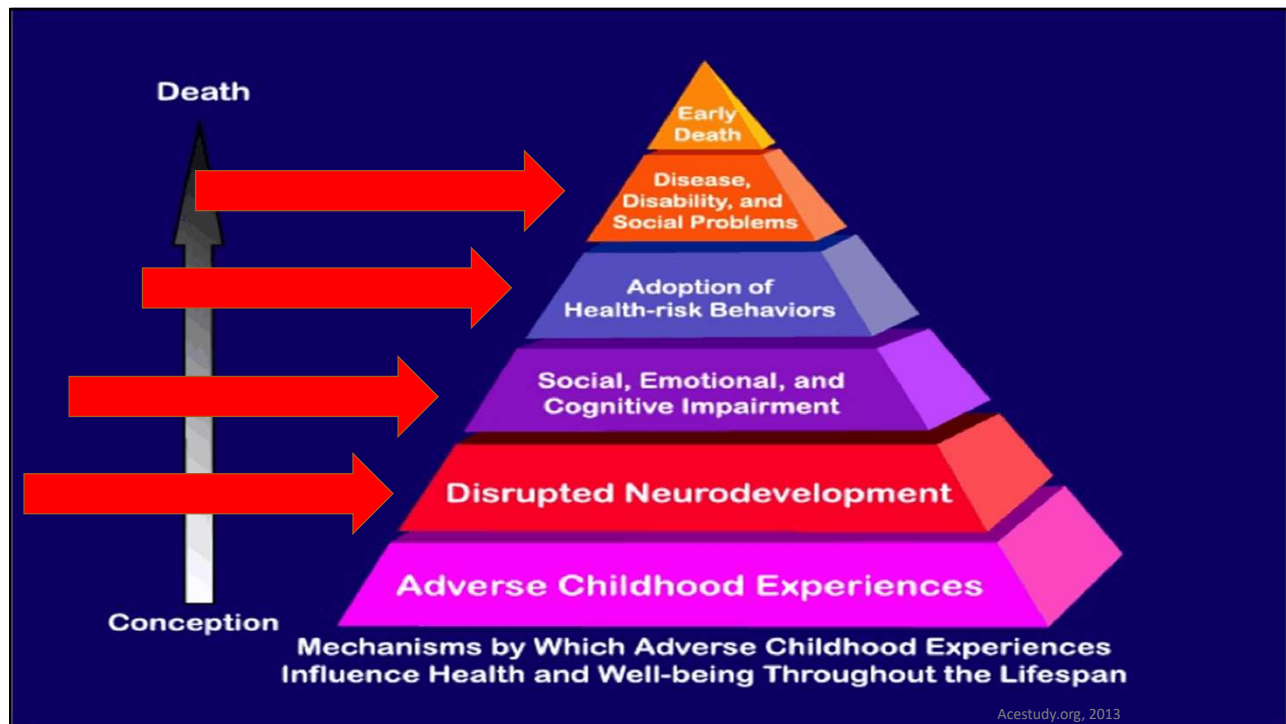 Death
Early
Death
Disease,
Disability, and
Social Problems
Adoption of
Health-risk Behaviors
Social, Emotional, and
Cognitive Impairment
Disrupted Neurodevelopment
Adverse Childhood Experiences
Conception
Mechanisms by Which Adverse Childhood Experiences
Influence Health and Well-being Throughout the Lifespan
Acestudy.org, 2013